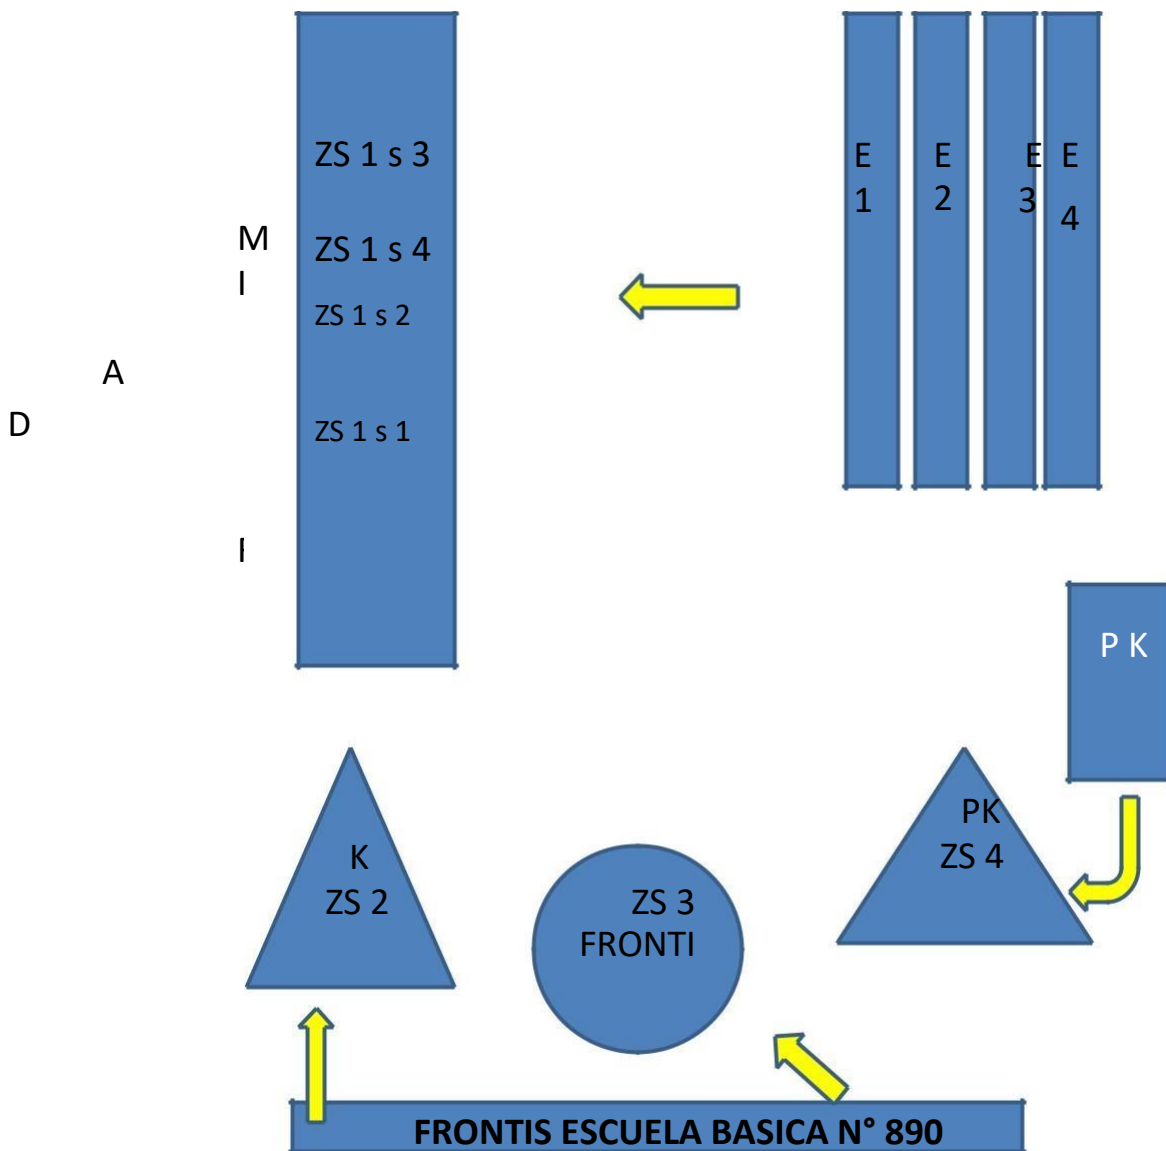 ZS 1 s 3
ZS 1 s 4
ZS 1 s 2
ZS 1 s 1
M
I
A
D
E
1
E
2
E
3
E
4
P K
K
ZS 2
ZS 3
FRONTI
PK
ZS 4
FRONTIS ESCUELA BASICA N° 890